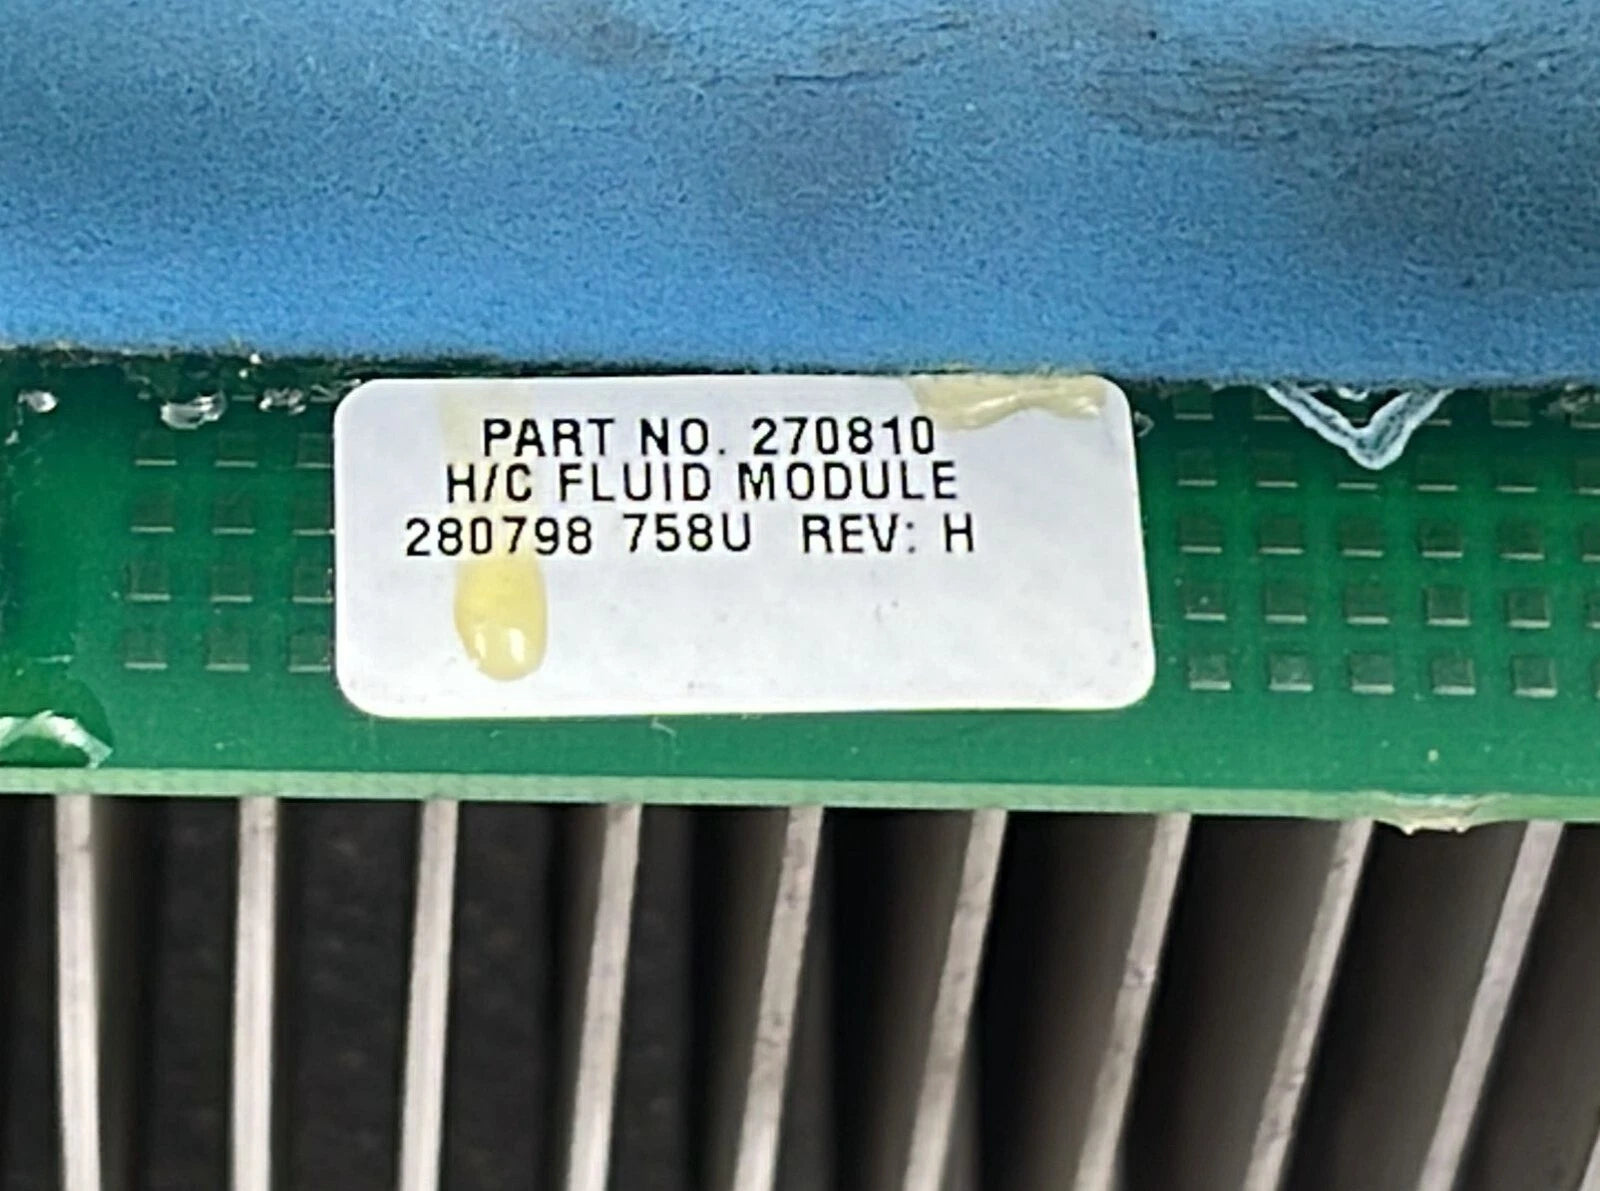 PART NO. 270810
H/C FLUID MODULE
280798 758U REV: H